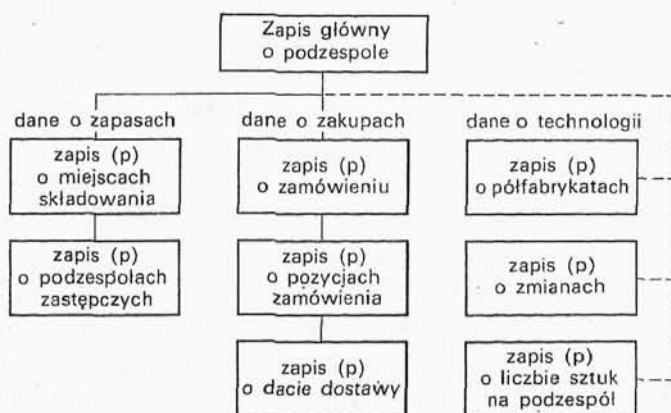 Zapis główny
o podzespole
dane o zapasach
dane o zakupach
dane o technologii
zapis (p)
o miejscach
składowania
zapis (p)
o zamówieniu
zapis (p)
o półfabrykatach
zapis (p)
o podzespołach
zastępczych
zapis (p)
o pozycjach
zamówienia
zapis (p)
o zmianach
zapis (p)
o dacie dostawy
zapis (p)
o liczbie sztuk
na podzespół